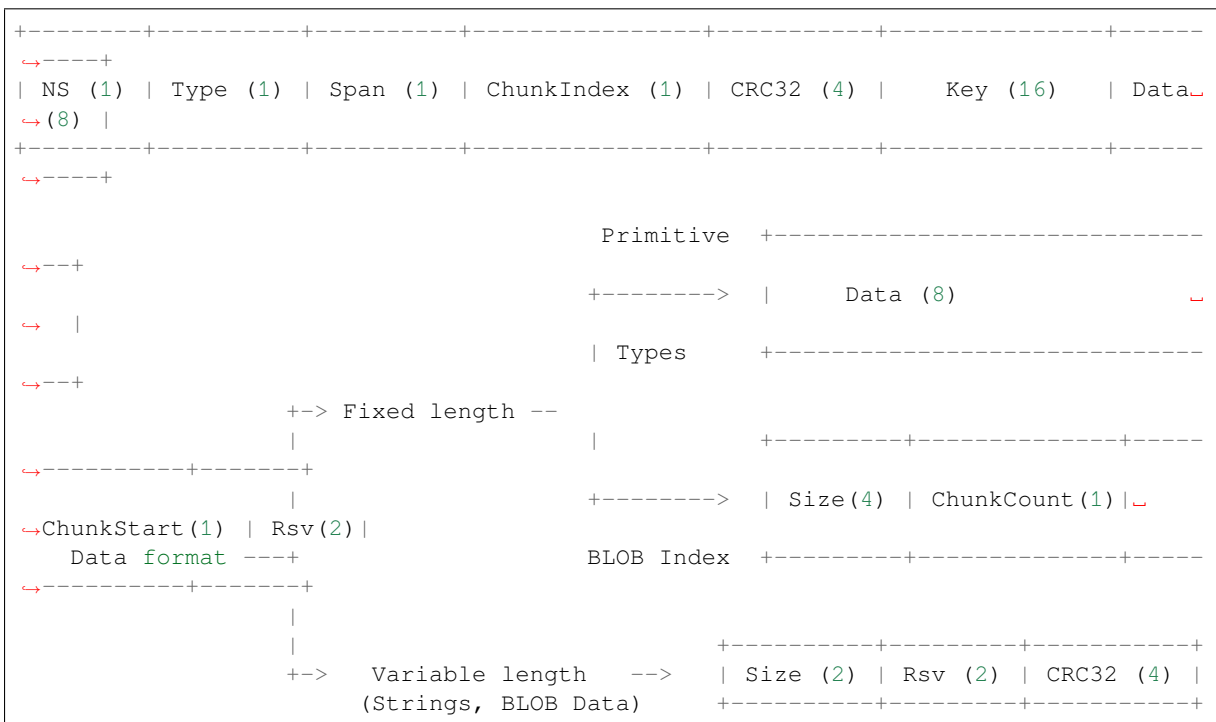 +--------+----------+----------+---------------+-----------+---------------+------
↪----+
| NS (1) | Type (1) | Span (1) | ChunkIndex (1) | CRC32 (4) |    Key (16)   | Data␣
↪(8) |
+--------+----------+----------+---------------+-----------+---------------+------
↪----+
                                       Primitive  +-----------------------------
↪--+
                                      +-------->  |     Data (8)                ␣
↪  |
                                      | Types     +-----------------------------
↪--+
                  +-> Fixed length --
                  |                   |           +---------+--------------+-----
↪----------+-------+
                  |                   +-------->  | Size(4) | ChunkCount(1)|␣
↪ChunkStart(1) | Rsv(2)|
    Data format ---+                  BLOB Index  +---------+--------------+-----
↪----------+-------+
                  |
                  |                            +----------+---------+-----------+
                  +->   Variable length   -->  | Size (2) | Rsv (2) | CRC32 (4) |
                       (Strings, BLOB Data)    +----------+---------+-----------+